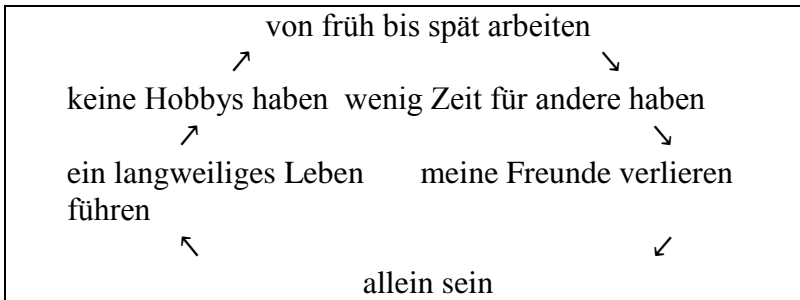 von früh bis spät arbeiten
keine Hobbys haben wenig Zeit für andere haben
ein langweiliges Leben meine Freunde verlieren
führen
allein sein